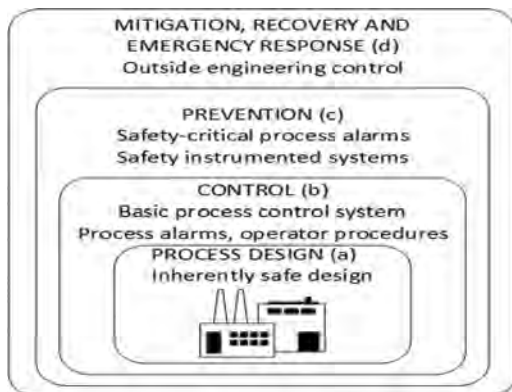 MITIGATION, RECOVERY AND
EMERGENCY RESPONSE (d)
Outside engineering control
PREVENTION (c)
Safety-critical process alarms
Safety instrumented systems
CONTROL (b)
Basic process control system
Process alarms, operator procedures
PROCESS DESIGN (a)
Inherently safe design